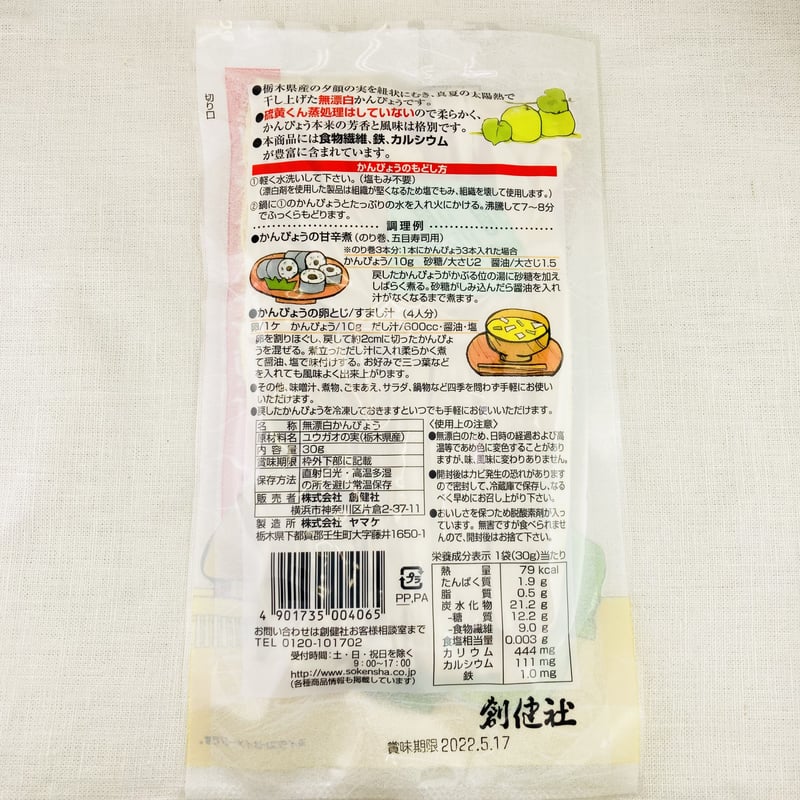 切り口
●栃木県産の夕顔の実を紐状にむき、真夏の太陽熱で
干し上げた無漂白かんぴょうです。
●硫黄くん蒸処理はしていないので柔らかく、
かんぴょう本来の芳香と風味は格別です。
●本商品には食物繊維、鉄、カルシウム
が豊富に含まれています。
かんぴょうのもどし方
①軽く水洗いして下さい。（塩もみ不要）
（漂白剤を使用した製品は組織が堅くなるため塩でもみ、組織を壊して使用します。）
②鍋に①のかんぴょうとたっぷりの水を入れ火にかける。沸騰して7～8分
でふっくらもどります。
調理例
●かんぴょうの甘辛煮（のり巻、五目寿司用）
※のり巻3本分：1本にかんぴょう3本入れた場合
かんぴょう/10g 砂糖/大さじ2 醤油/大さじ1.5
戻したかんぴょうがかぶる位の湯に砂糖を加え
しばらく煮る。砂糖がしみ込んだら醤油を入れ
汁がなくなるまで煮ます。
●かんぴょうの卵とじ/すまし汁（4人分）
卵/1ケ かんぴょう/10g だし汁/600cc・醤油・塩
卵を割りほぐし、戻して約2cmに切ったかんぴょ
うを混ぜる。煮立っただし汁に入れ柔らかく煮
て醤油、塩で味付けする。お好みで三つ葉など
を入れても風味よく出来上がります。
●その他、味噌汁、煮物、ごまあえ、サラダ、鍋物など四季を問わず手軽にお使い
いただけます。
●戻したかんぴょうを冷凍しておきますといつでも手軽にお使いいただけます。
名称 無漂白かんぴょう
原材料名 ユウガオの実（栃木県産）
内容量 30g
賞味期限 枠外下部に記載
保存方法 直射日光・高温多湿
の所を避け常温保存
販売者 株式会社 創健社
横浜市神奈川区片倉2-37-11
製造所 株式会社 ヤマケ
栃木県下都賀郡壬生町大字藤井1650-1
〈使用上の注意〉
●無漂白のため、日時の経過および高
温等であめ色に変色することがあり
ますが、味、風味に変わりありません。
●開封後はカビ発生の恐れがあります
ので密封して、冷蔵庫で保存し、なる
べく早めにお召し上がり下さい。
●おいしさを保つため脱酸素剤が入っ
ています。無害ですが食べられませ
んので、開封後はお捨て下さい。
4 901735 004065
プラ
PP,PA
お問い合わせは創健社お客様相談室まで
TEL 0120-101702
受付時間：土・日・祝日を除く
9：00～17：00
http://www.sokensha.co.jp
（各種商品情報も掲載しています）
栄養成分表示 1袋(30g)当たり
熱量 79 kcal
たんぱく質 1.9 g
脂質 0.5 g
炭水化物 21.2 g
-糖質 12.2 g
-食物繊維 9.0 g
食塩相当量 0.003 g
カリウム 444 mg
カルシウム 111 mg
鉄 1.0 mg
創健社
賞味期限 2022.5.17